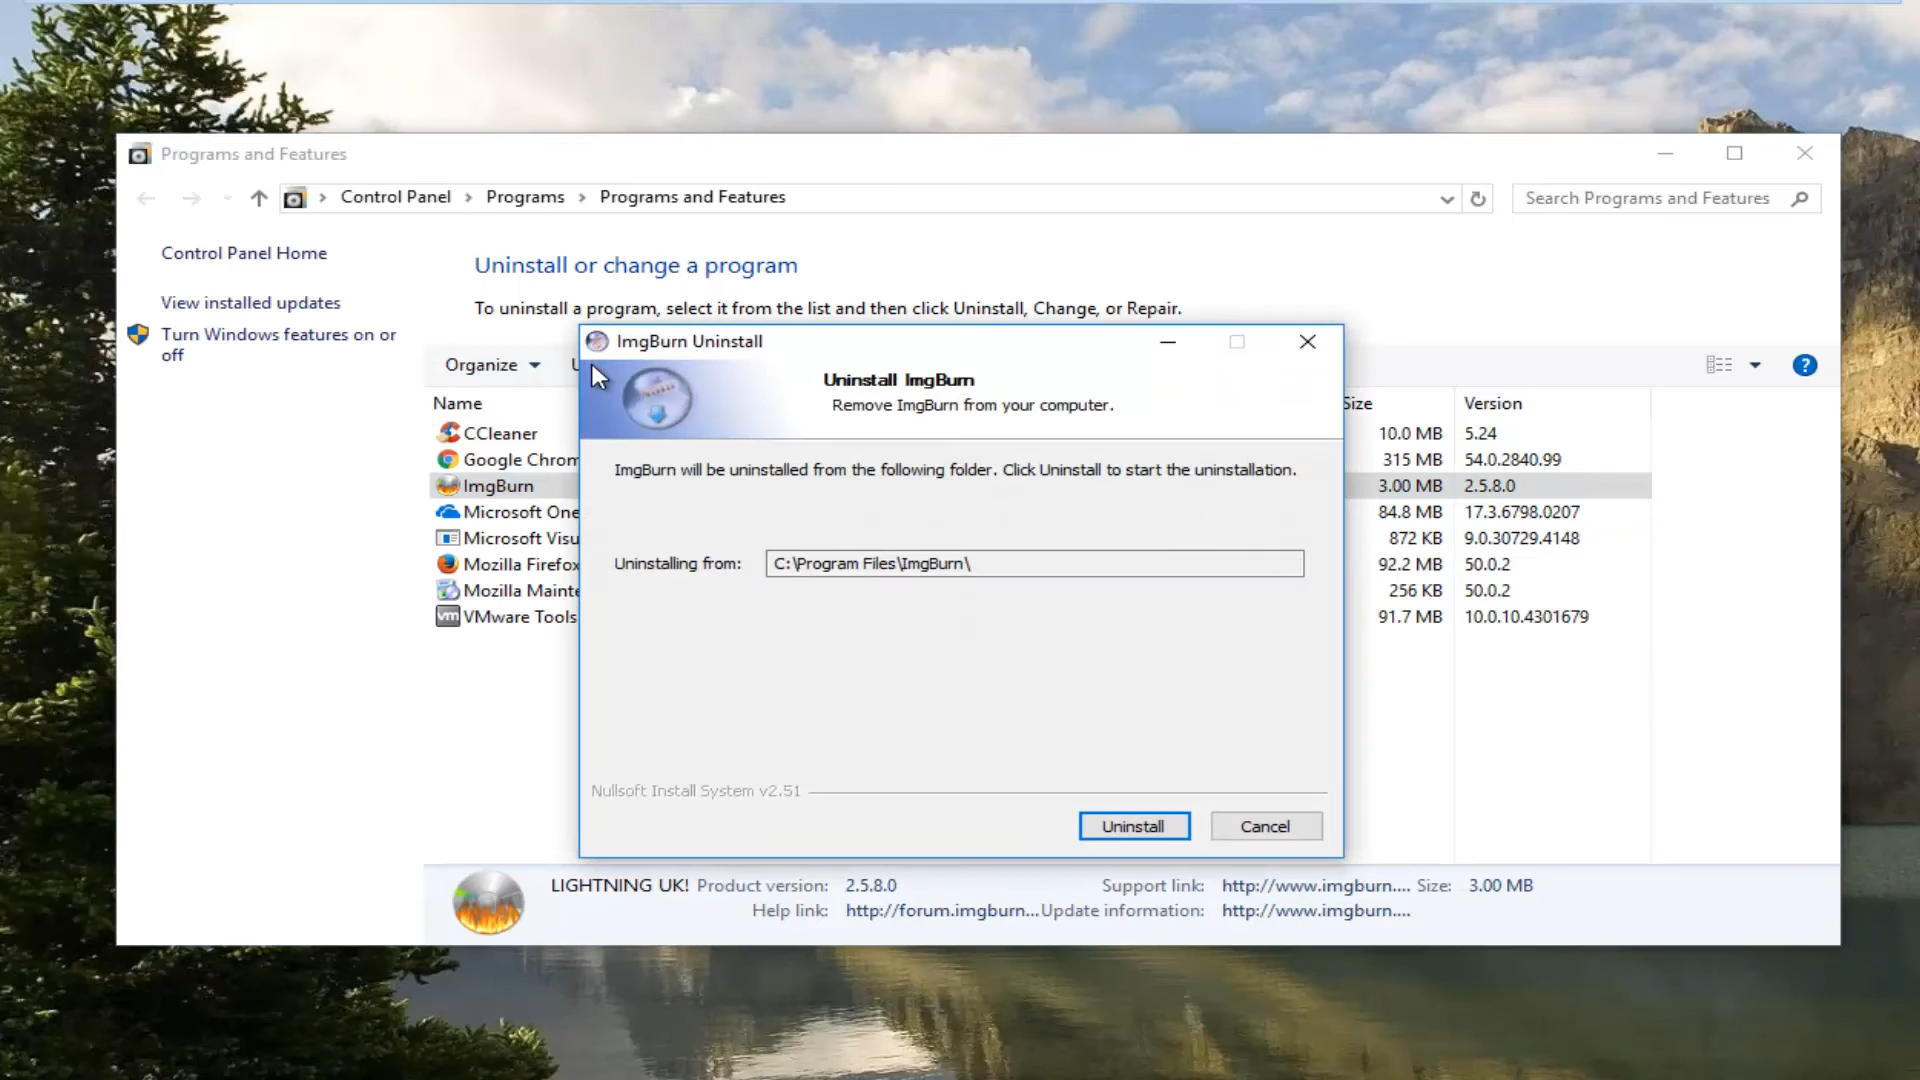 Programs and Features
Control Panel > Programs > Programs and Features
Search Programs and Features
Control Panel Home
View installed updates
Turn Windows features on or
off
Uninstall or change a program
To uninstall a program, select it from the list and then click Uninstall, Change, or Repair.
Organize
?
ImgBurn Uninstall
Uninstall ImgBurn
Remove ImgBurn from your computer.
ImgBurn will be uninstalled from the following folder. Click Uninstall to start the uninstallation.
Uninstalling from: C:\Program Files\ImgBurn\
Nullsoft Install System v2.51
Uninstall Cancel
Name Size Version
CCleaner 10.0 MB 5.24
Google Chrom 315 MB 54.0.2840.99
ImgBurn 3.00 MB 2.5.8.0
Microsoft One 84.8 MB 17.3.6798.0207
Microsoft Visu 872 KB 9.0.30729.4148
Mozilla Firefox 92.2 MB 50.0.2
Mozilla Mainte 256 KB 50.0.2
vm VMware Tools 91.7 MB 10.0.10.4301679
LIGHTNING UK! Product version: 2.5.8.0 Support link: http://www.imgburn.... Size: 3.00 MB
Help link: http://forum.imgburn... Update information: http://www.imgburn....